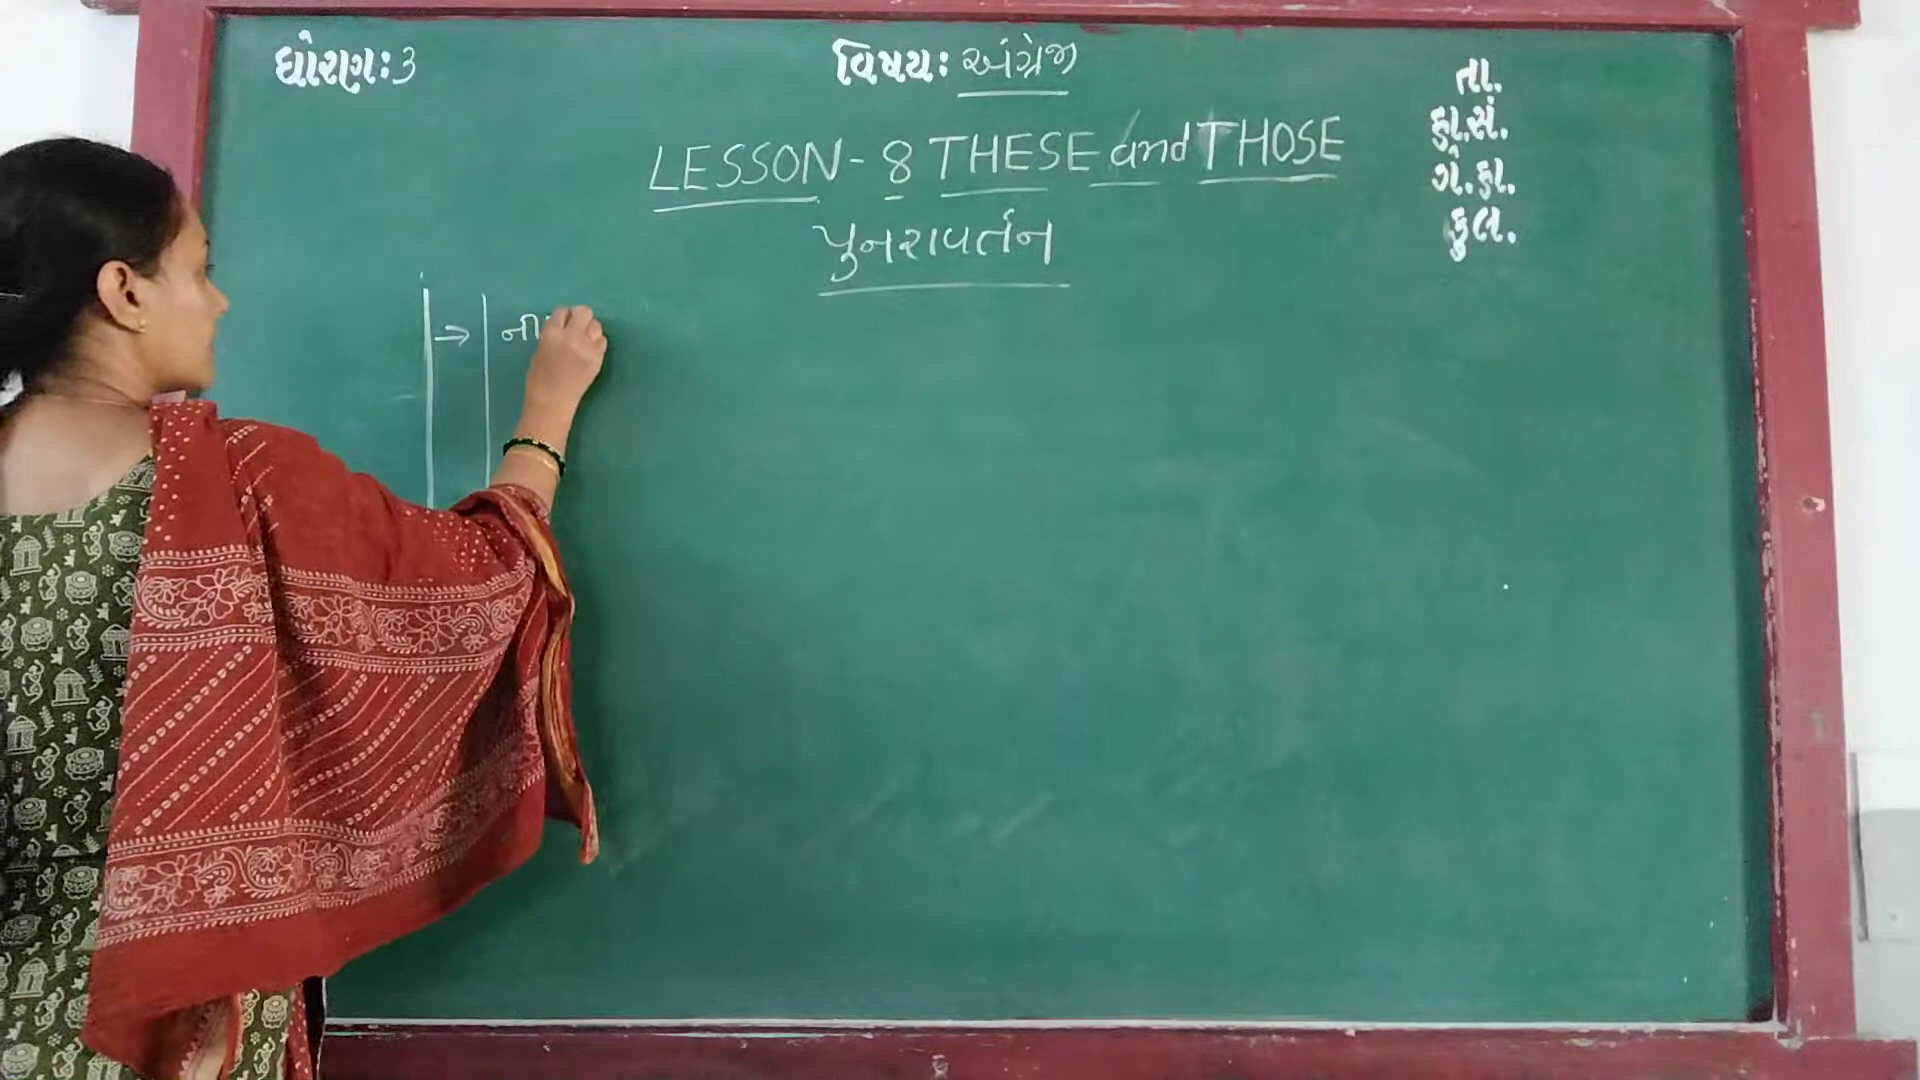 ધોરણ: 3
વિષય: અંગ્રેજી
તા.
હા.સં.
ગે.હા.
કુલ.
LESSON - 8 THESE and THOSE
પુનરાવર્તન
→ ની